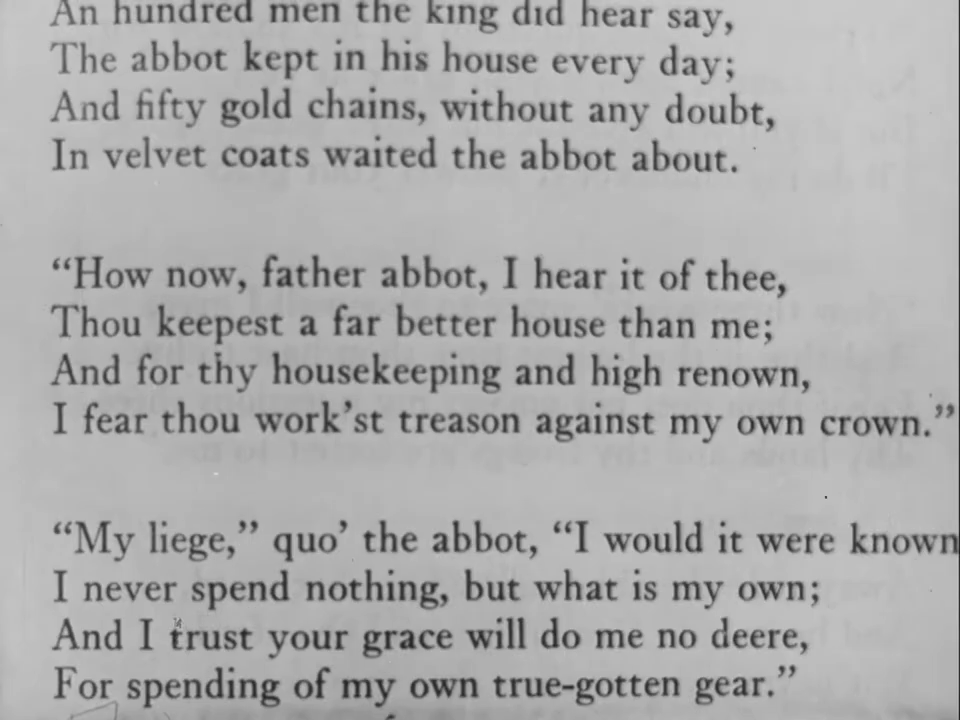 An hundred men the king did hear say,
The abbot kept in his house every day;
And fifty gold chains, without any doubt,
In velvet coats waited the abbot about.
“How now, father abbot, I hear it of thee,
Thou keepest a far better house than me;
And for thy housekeeping and high renown,
I fear thou work’st treason against my own crown.”
“My liege,” quo’ the abbot, “I would it were known
I never spend nothing, but what is my own;
And I trust your grace will do me no deere,
For spending of my own true-gotten gear.”